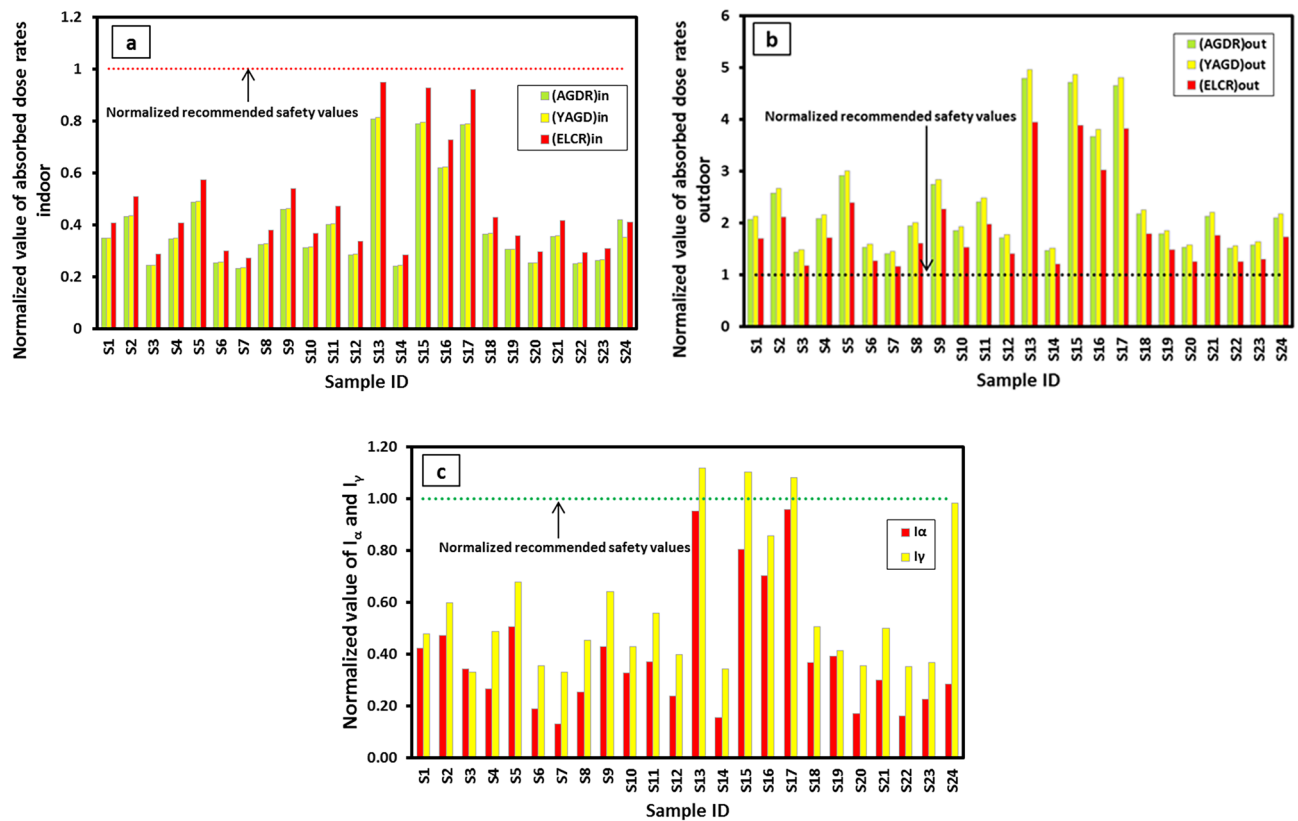 a
Normalized value of absorbed dose rates
indoor
1.2
1
0.8
0.6
0.4
0.2
0
Normalized recommended safety values
(AGDR)in
(YAGD)in
(ELCR)in
S1 S2 S3 S4 S5 S6 S7 S8 S9 S10 S11 S12 S13 S14 S15 S16 S17 S18 S19 S20 S21 S22 S23 S24
Sample ID
b
Normalized value of absorbed dose rates
outdoor
6
5
4
3
2
1
0
Normalized recommended safety values
(AGDR)out
(YAGD)out
(ELCR)out
S1 S2 S3 S4 S5 S6 S7 S8 S9 S10 S11 S12 S13 S14 S15 S16 S17 S18 S19 S20 S21 S22 S23 S24
Sample ID
c
Normalized value of Iα and Iγ
1.20
1.00
0.80
0.60
0.40
0.20
0.00
Normalized recommended safety values
Iα
Iγ
S1 S2 S3 S4 S5 S6 S7 S8 S9 S10 S11 S12 S13 S14 S15 S16 S17 S18 S19 S20 S21 S22 S23 S24
Sample ID